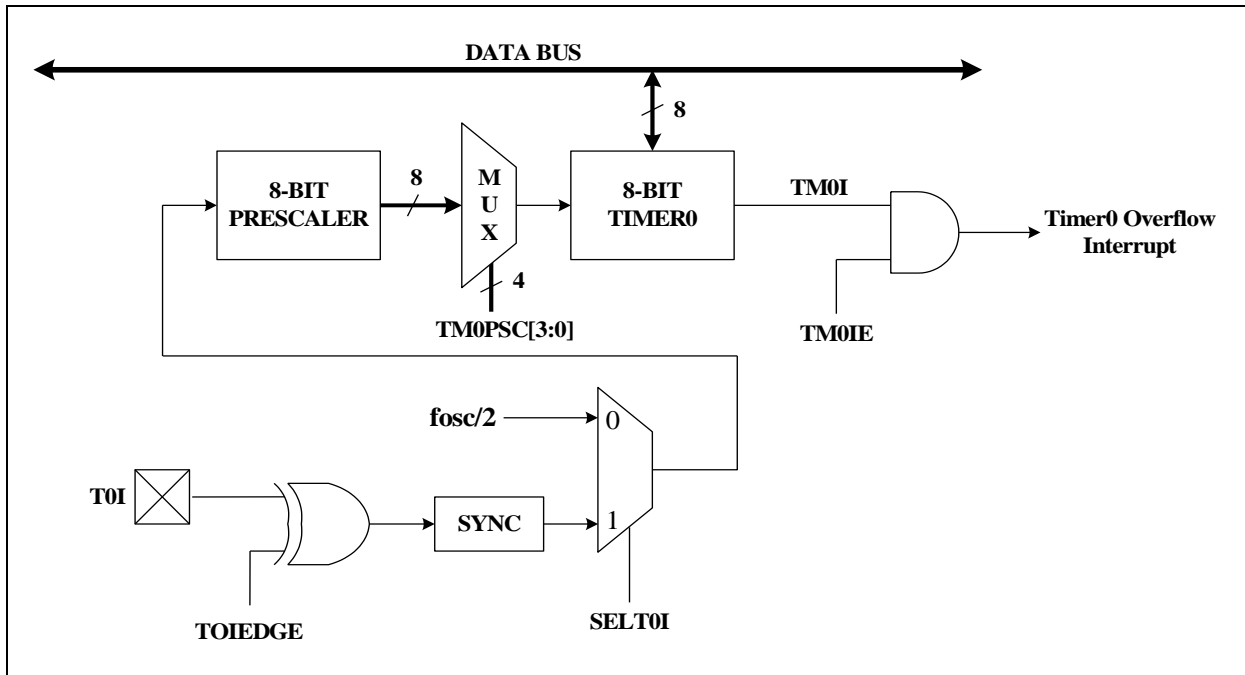 DATA BUS
8
8-BIT
PRESCALER
8
M
U
X
8-BIT
TIMER0
TM0I
Timer0 Overflow
Interrupt
4
TM0PSC[3:0]
TM0IE
fosc/2
0
T0I
SYNC
1
TOIEDGE
SELT0I